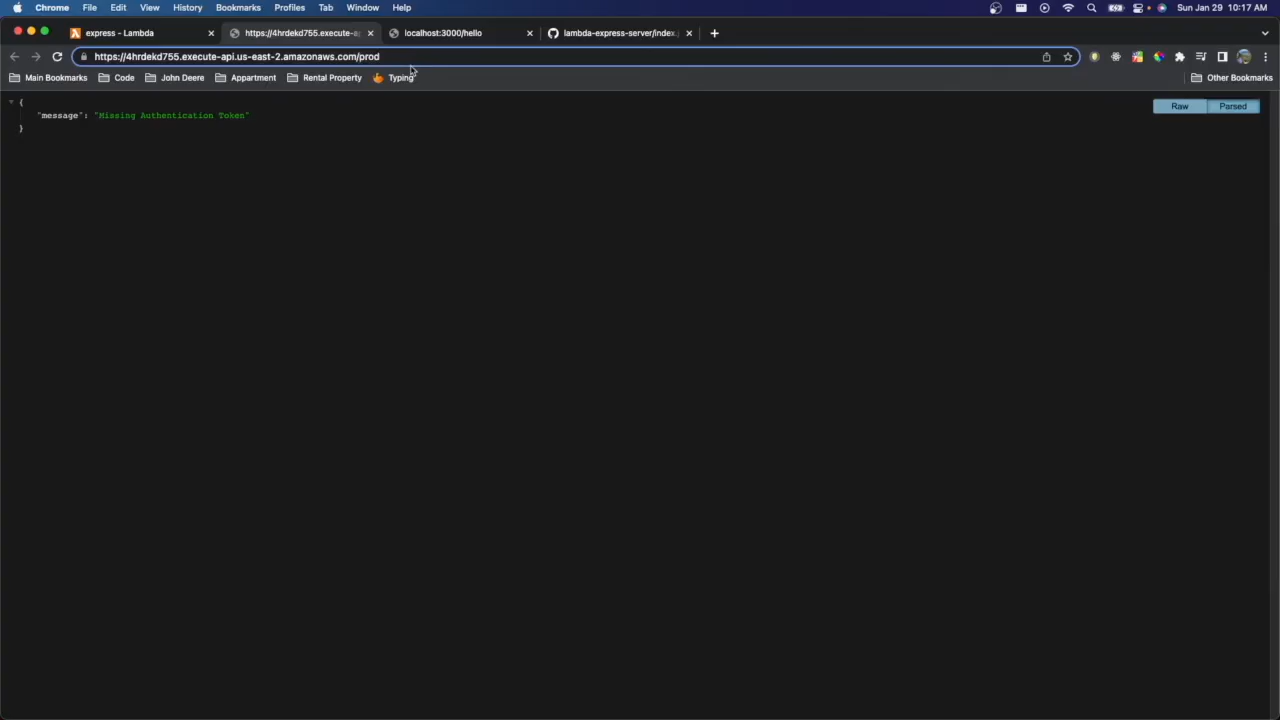 Chrome File Edit View History Bookmarks Profiles Tab Window Help Sun Jan 29 10:17 AM
express – Lambda https://4hrdekd755.execute-a localhost:3000/hello lambda-express-server/index.
https://4hrdekd755.execute-api.us-east-2.amazonaws.com/prod
Main Bookmarks Code John Deere Appartment Rental Property Typing Other Bookmarks
{ Raw Parsed
"message": "Missing Authentication Token"
}